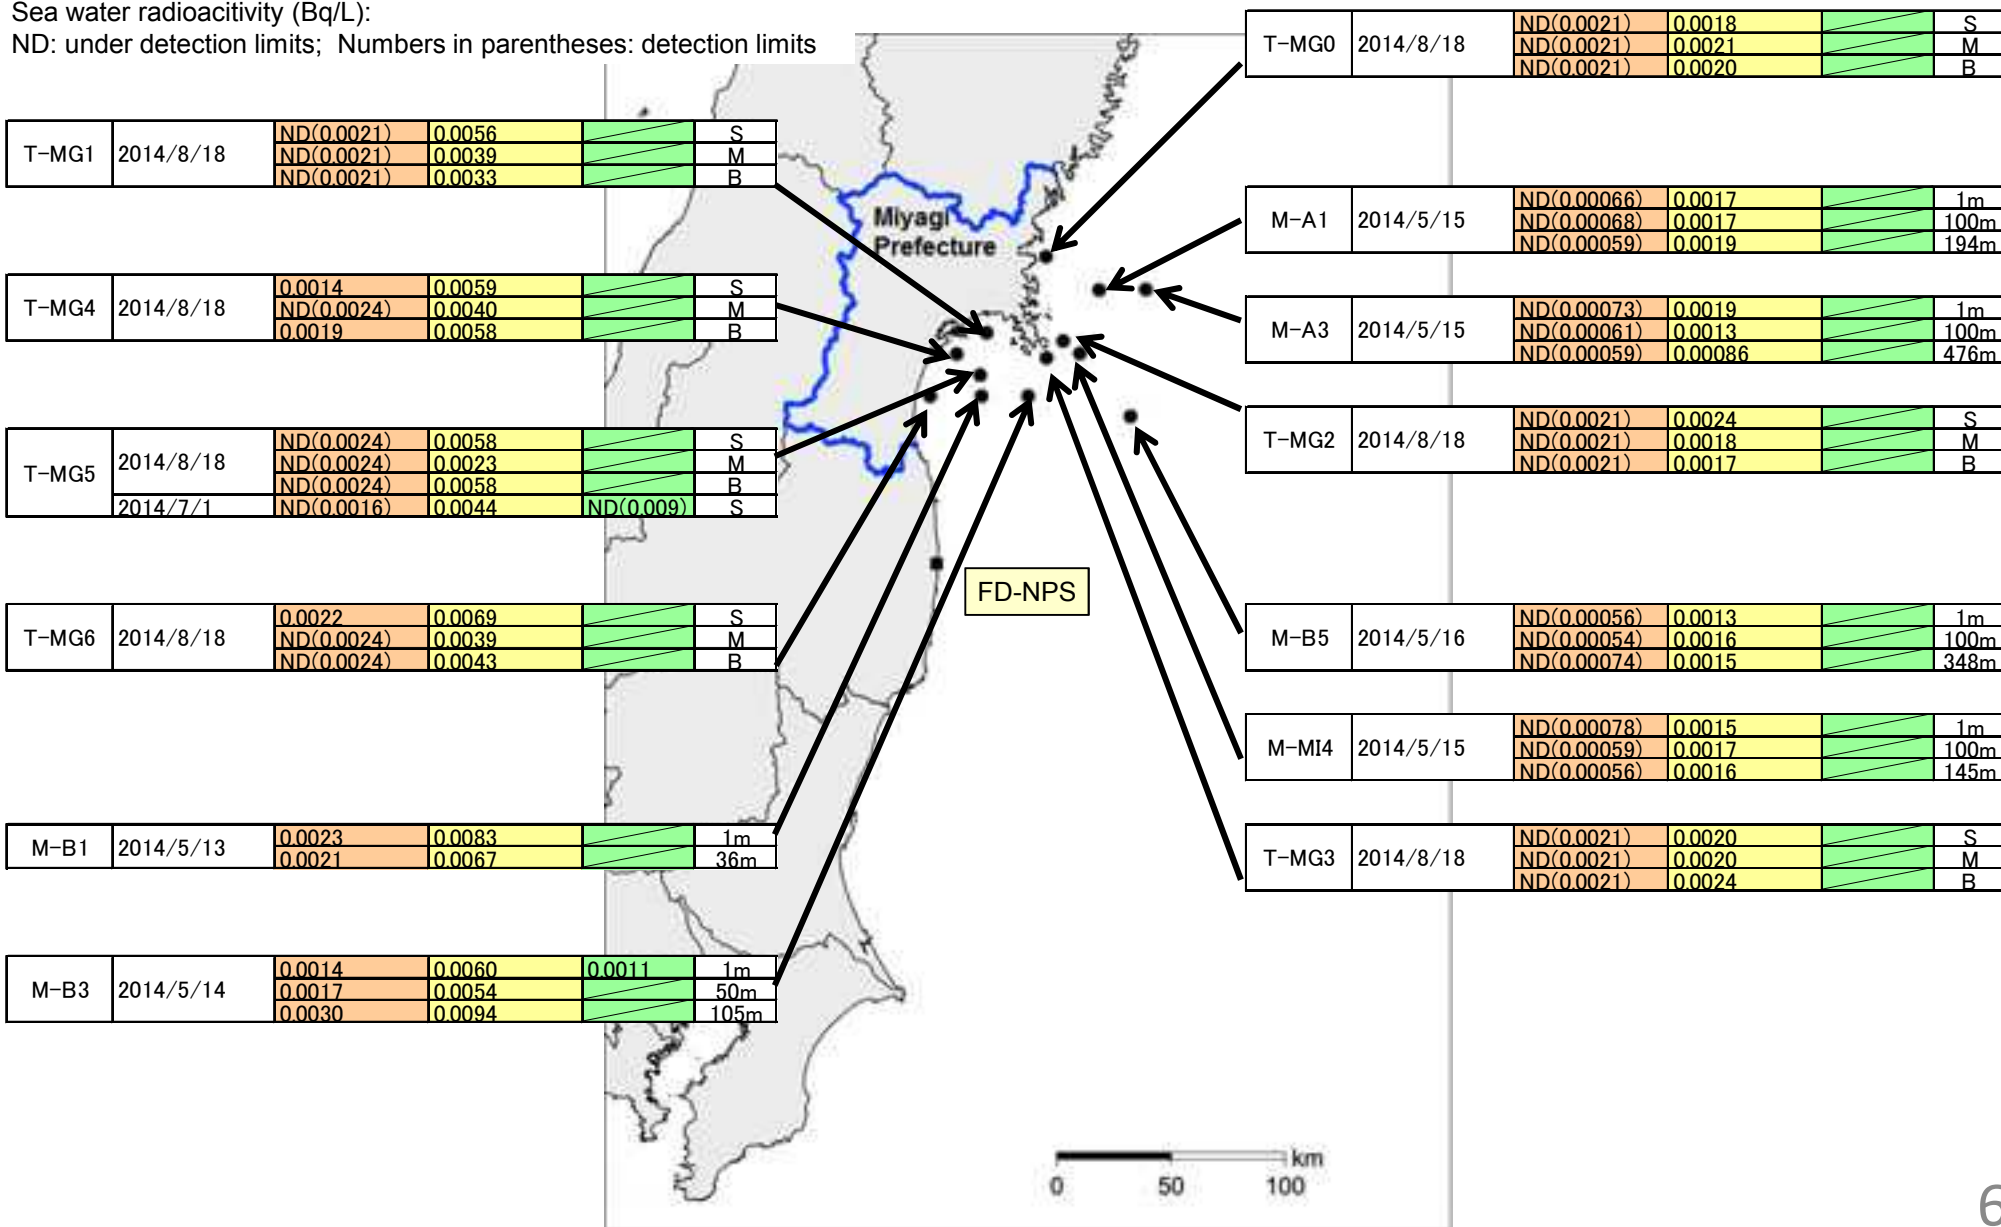 Sea water radioacitivity (Bq/L):
ND: under detection limits; Numbers in parentheses: detection limits
T-MG0 2014/8/18 ND(0.0021) 0.0018 S
ND(0.0021) 0.0021 M
ND(0.0021) 0.0020 B
T-MG1 2014/8/18 ND(0.0021) 0.0056 S
ND(0.0021) 0.0039 M
ND(0.0021) 0.0033 B
M-A1 2014/5/15 ND(0.00066) 0.0017 1m
ND(0.00068) 0.0017 100m
ND(0.00059) 0.0019 194m
Miyagi
Prefecture
T-MG4 2014/8/18 0.0014 0.0059 S
ND(0.0024) 0.0040 M
0.0019 0.0058 B
M-A3 2014/5/15 ND(0.00073) 0.0019 1m
ND(0.00061) 0.0013 100m
ND(0.00059) 0.00086 476m
T-MG5 2014/8/18 ND(0.0024) 0.0058 S
ND(0.0024) 0.0023 M
ND(0.0024) 0.0058 B
2014/7/1 ND(0.0016) 0.0044 ND(0.009) S
T-MG2 2014/8/18 ND(0.0021) 0.0024 S
ND(0.0021) 0.0018 M
ND(0.0021) 0.0017 B
FD-NPS
T-MG6 2014/8/18 0.0022 0.0069 S
ND(0.0024) 0.0039 M
ND(0.0024) 0.0043 B
M-B5 2014/5/16 ND(0.00056) 0.0013 1m
ND(0.00054) 0.0016 100m
ND(0.00074) 0.0015 348m
M-MI4 2014/5/15 ND(0.00078) 0.0015 1m
ND(0.00059) 0.0017 100m
ND(0.00056) 0.0016 145m
M-B1 2014/5/13 0.0023 0.0083 1m
0.0021 0.0067 36m
T-MG3 2014/8/18 ND(0.0021) 0.0020 S
ND(0.0021) 0.0020 M
ND(0.0021) 0.0024 B
M-B3 2014/5/14 0.0014 0.0060 0.0011 1m
0.0017 0.0054 50m
0.0030 0.0094 105m
km
0 50 100
6